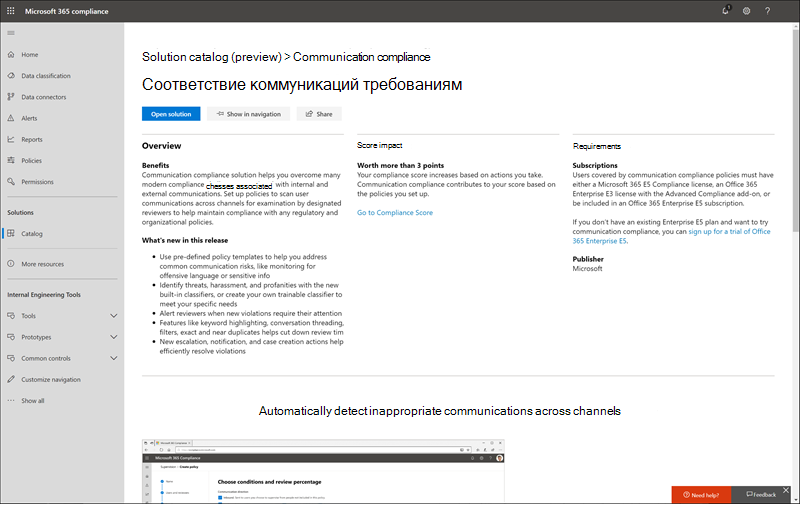 Microsoft 365 compliance
1
?
Home
Data classification
Data connectors
Alerts
Reports
Policies
Permissions
Solutions
Catalog
More resources
Internal Engineering Tools
Tools
Prototypes
Common controls
Customize navigation
Show all
Solution catalog (preview) > Communication compliance
Соответствие коммуникаций требованиям
Open solution
Show in navigation
Share
Overview
Benefits
Communication compliance solution helps you overcome many
modern compliance chesses associated with internal and
external communications. Set up policies to scan user
communications across channels for examination by designated
reviewers to help maintain compliance with any regulatory and
organizational policies.
What's new in this release
• Use pre-defined policy templates to help you address
common communication risks, like monitoring for
offensive language or sensitive info
• Identify threats, harassment, and profanities with the new
built-in classifiers, or create your own trainable classifier to
meet your specific needs
• Alert reviewers when new violations require their attention
• Features like keyword highlighting, conversation threading,
filters, exact and near duplicates helps cut down review tim
• New escalation, notification, and case creation actions help
efficiently resolve violations
Score impact
Worth more than 3 points
Your compliance score increases based on actions you take.
Communication compliance contributes to your score based on
the policies you set up.
Go to Compliance Score
Requirements
Subscriptions
Users covered by communication compliance policies must have
either a Microsoft 365 E5 Compliance license, an Office 365
Enterprise E3 license with the Advanced Compliance add-on, or
be included in an Office 365 Enterprise E5 subscription.
If you don't have an existing Enterprise E5 plan and want to try
communication compliance, you can sign up for a trial of Office
365 Enterprise E5.
Publisher
Microsoft
Automatically detect inappropriate communications across channels
Microsoft 365 Compliance
Choose conditions and review percentage
Need help?
Feedback